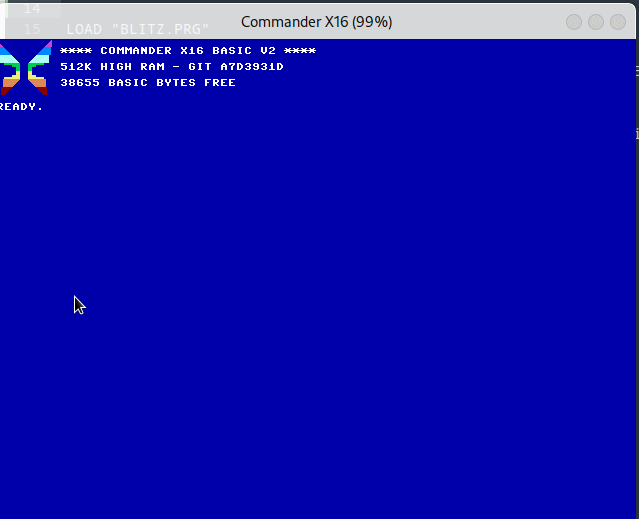 14
Commander X16 (99%)
15 LOAD "BLITZ.PRG"
**** COMMANDER X16 BASIC V2 ****
512K HIGH RAM - GIT A7D3931D
38655 BASIC BYTES FREE
READY.